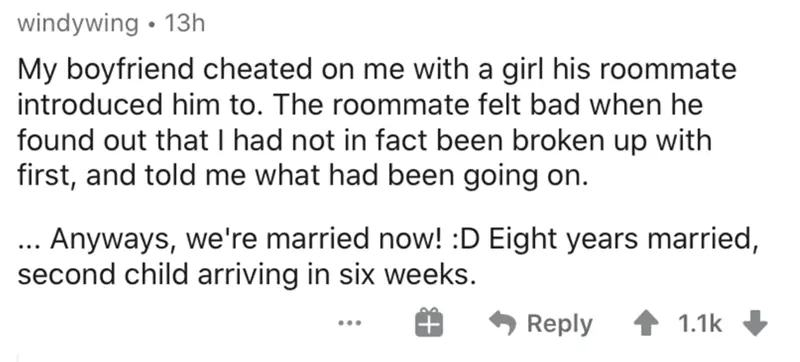 windywing • 13h
My boyfriend cheated on me with a girl his roommate
introduced him to. The roommate felt bad when he
found out that I had not in fact been broken up with
first, and told me what had been going on.
... Anyways, we're married now! :D Eight years married,
second child arriving in six weeks.
Reply 1.1k